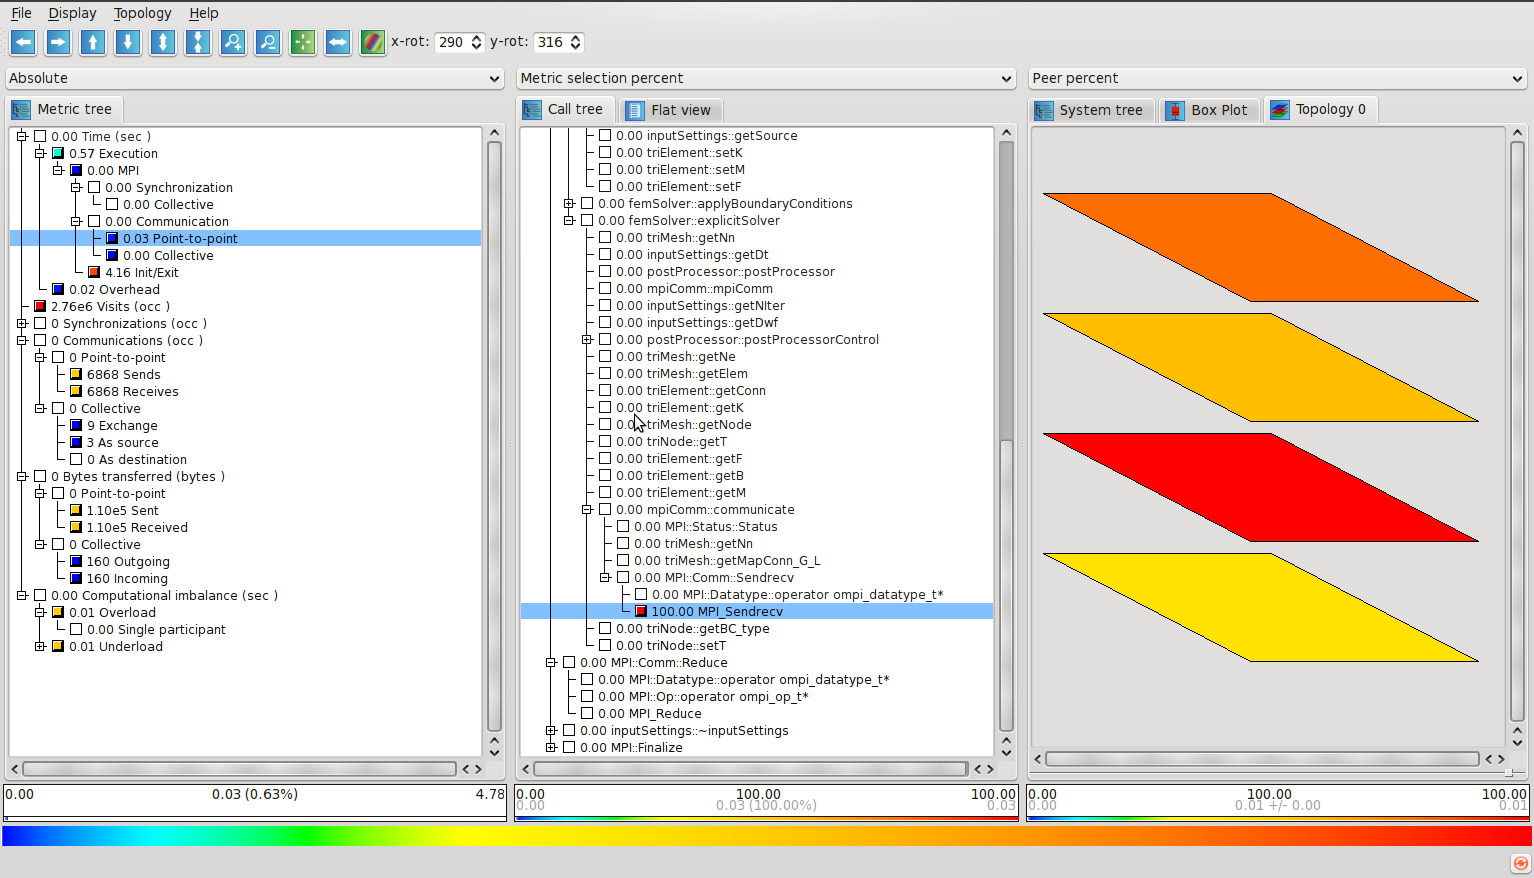 File Display Topology Help
x-rot: 290 y-rot: 316
Absolute
Metric tree
0.00 Time (sec )
0.57 Execution
0.00 MPI
0.00 Synchronization
0.00 Collective
0.00 Communication
0.03 Point-to-point
0.00 Collective
4.16 Init/Exit
0.02 Overhead
2.76e6 Visits (occ )
0 Synchronizations (occ )
0 Communications (occ )
0 Point-to-point
6868 Sends
6868 Receives
0 Collective
9 Exchange
3 As source
0 As destination
0 Bytes transferred (bytes )
0 Point-to-point
1.10e5 Sent
1.10e5 Received
0 Collective
160 Outgoing
160 Incoming
0.00 Computational imbalance (sec )
0.01 Overload
0.00 Single participant
0.01 Underload
0.00 0.03 (0.63%) 4.78
Metric selection percent
Call tree Flat view
0.00 inputSettings::getSource
0.00 triElement::setK
0.00 triElement::setM
0.00 triElement::setF
0.00 femSolver::applyBoundaryConditions
0.00 femSolver::explicitSolver
0.00 triMesh::getNn
0.00 inputSettings::getDt
0.00 postProcessor::postProcessor
0.00 mpiComm::mpiComm
0.00 inputSettings::getNIter
0.00 inputSettings::getDwf
0.00 postProcessor::postProcessorControl
0.00 triMesh::getNe
0.00 triMesh::getElem
0.00 triElement::getConn
0.00 triElement::getK
0.00 triMesh::getNode
0.00 triNode::getT
0.00 triElement::getF
0.00 triElement::getB
0.00 triElement::getM
0.00 mpiComm::communicate
0.00 MPI::Status::Status
0.00 triMesh::getNn
0.00 triMesh::getMapConn_G_L
0.00 MPI::Comm::Sendrecv
0.00 MPI::Datatype::operator ompi_datatype_t*
100.00 MPI_Sendrecv
0.00 triNode::getBC_type
0.00 triNode::setT
0.00 MPI::Comm::Reduce
0.00 MPI::Datatype::operator ompi_datatype_t*
0.00 MPI::Op::operator ompi_op_t*
0.00 MPI_Reduce
0.00 inputSettings::~inputSettings
0.00 MPI::Finalize
0.00 100.00 100.00
0.00 0.03 (100.00%) 0.03
Peer percent
System tree Box Plot Topology 0
0.00 100.00 100.00
0.00 0.01 +/- 0.00 0.01